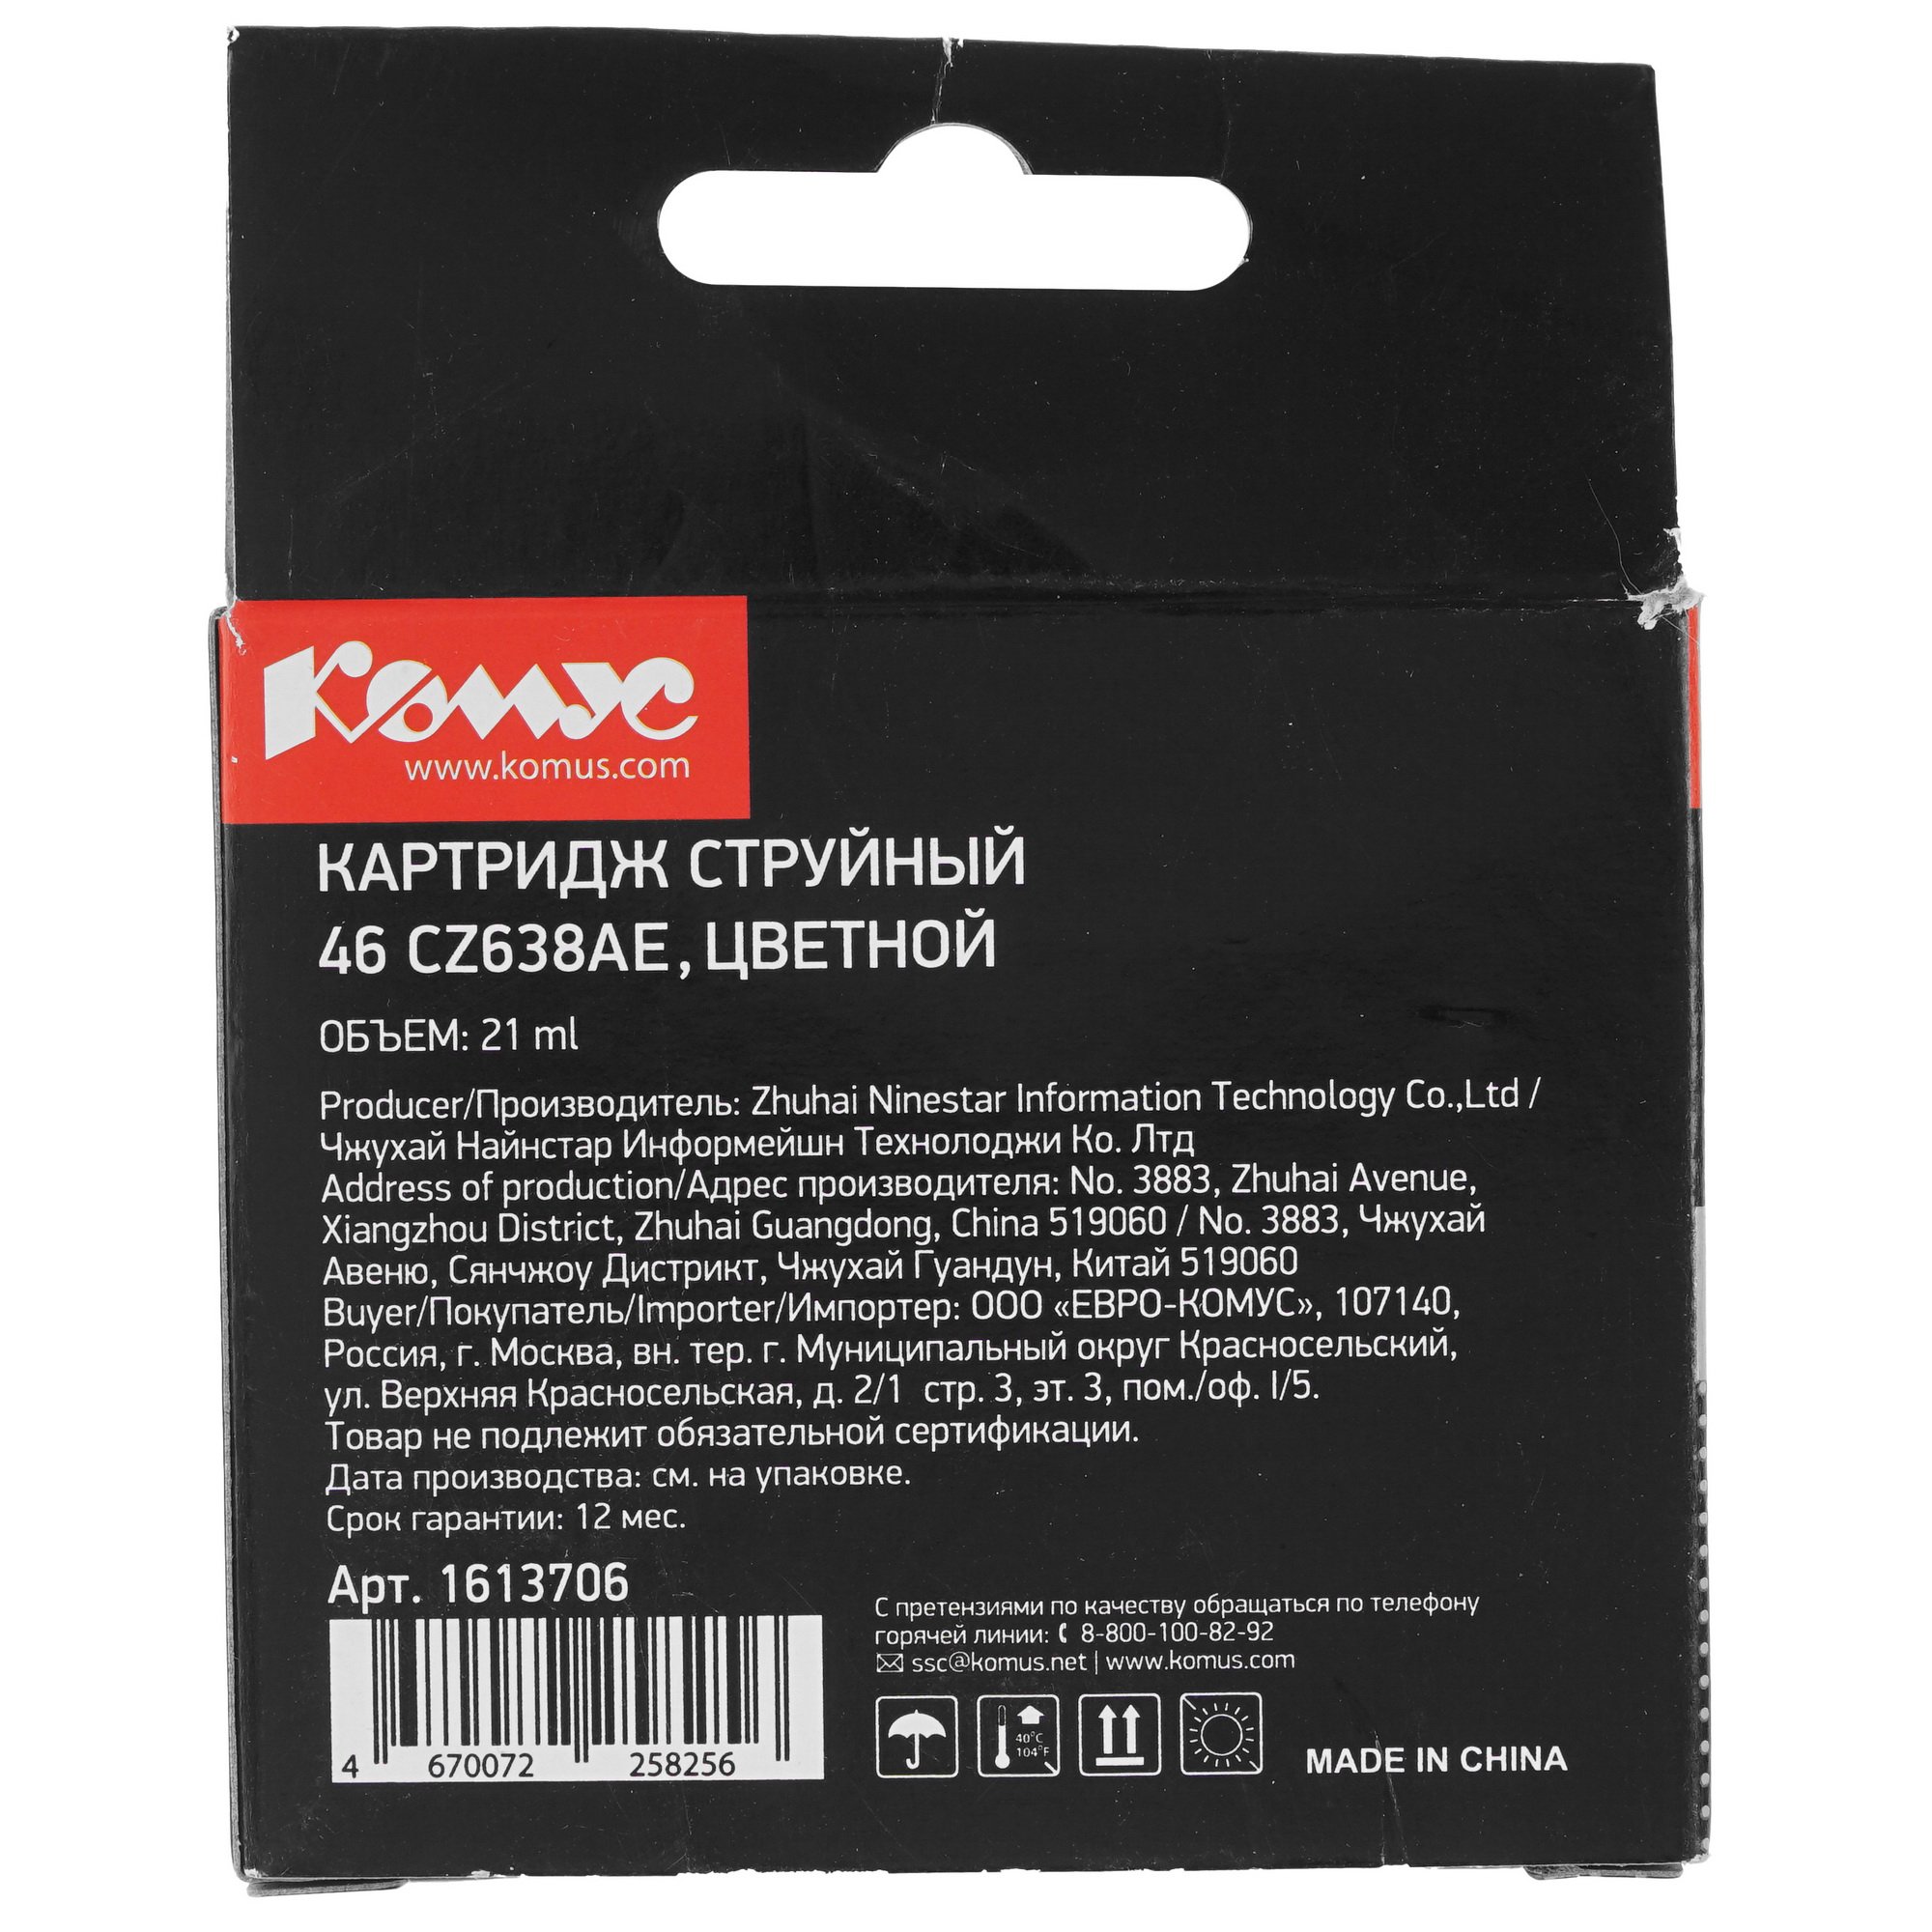 Комус
www.komus.com
КАРТРИДЖ СТРУЙНЫЙ
46 CZ638AE, ЦВЕТНОЙ
ОБЪЕМ: 21 ml
Producer/Производитель: Zhuhai Ninestar Information Technology Co.,Ltd /
Чжухай Найнстар Информейшн Технолоджи Ко. Лтд
Address of production/Адрес производителя: No. 3883, Zhuhai Avenue,
Xiangzhou District, Zhuhai Guangdong, China 519060 / No. 3883, Чжухай
Авеню, Сянчжоу Дистрикт, Чжухай Гуандун, Китай 519060
Buyer/Покупатель/Importer/Импортер: ООО «ЕВРО-КОМУС», 107140,
Россия, г. Москва, вн. тер. г. Муниципальный округ Красносельский,
ул. Верхняя Красносельская, д. 2/1 стр. 3, эт. 3, пом./оф. I/5.
Товар не подлежит обязательной сертификации.
Дата производства: см. на упаковке.
Срок гарантии: 12 мес.
Арт. 1613706
4 670072 258256
С претензиями по качеству обращаться по телефону
горячей линии: 8-800-100-82-92
ssc@komus.net | www.komus.com
40°C
104°F
MADE IN CHINA